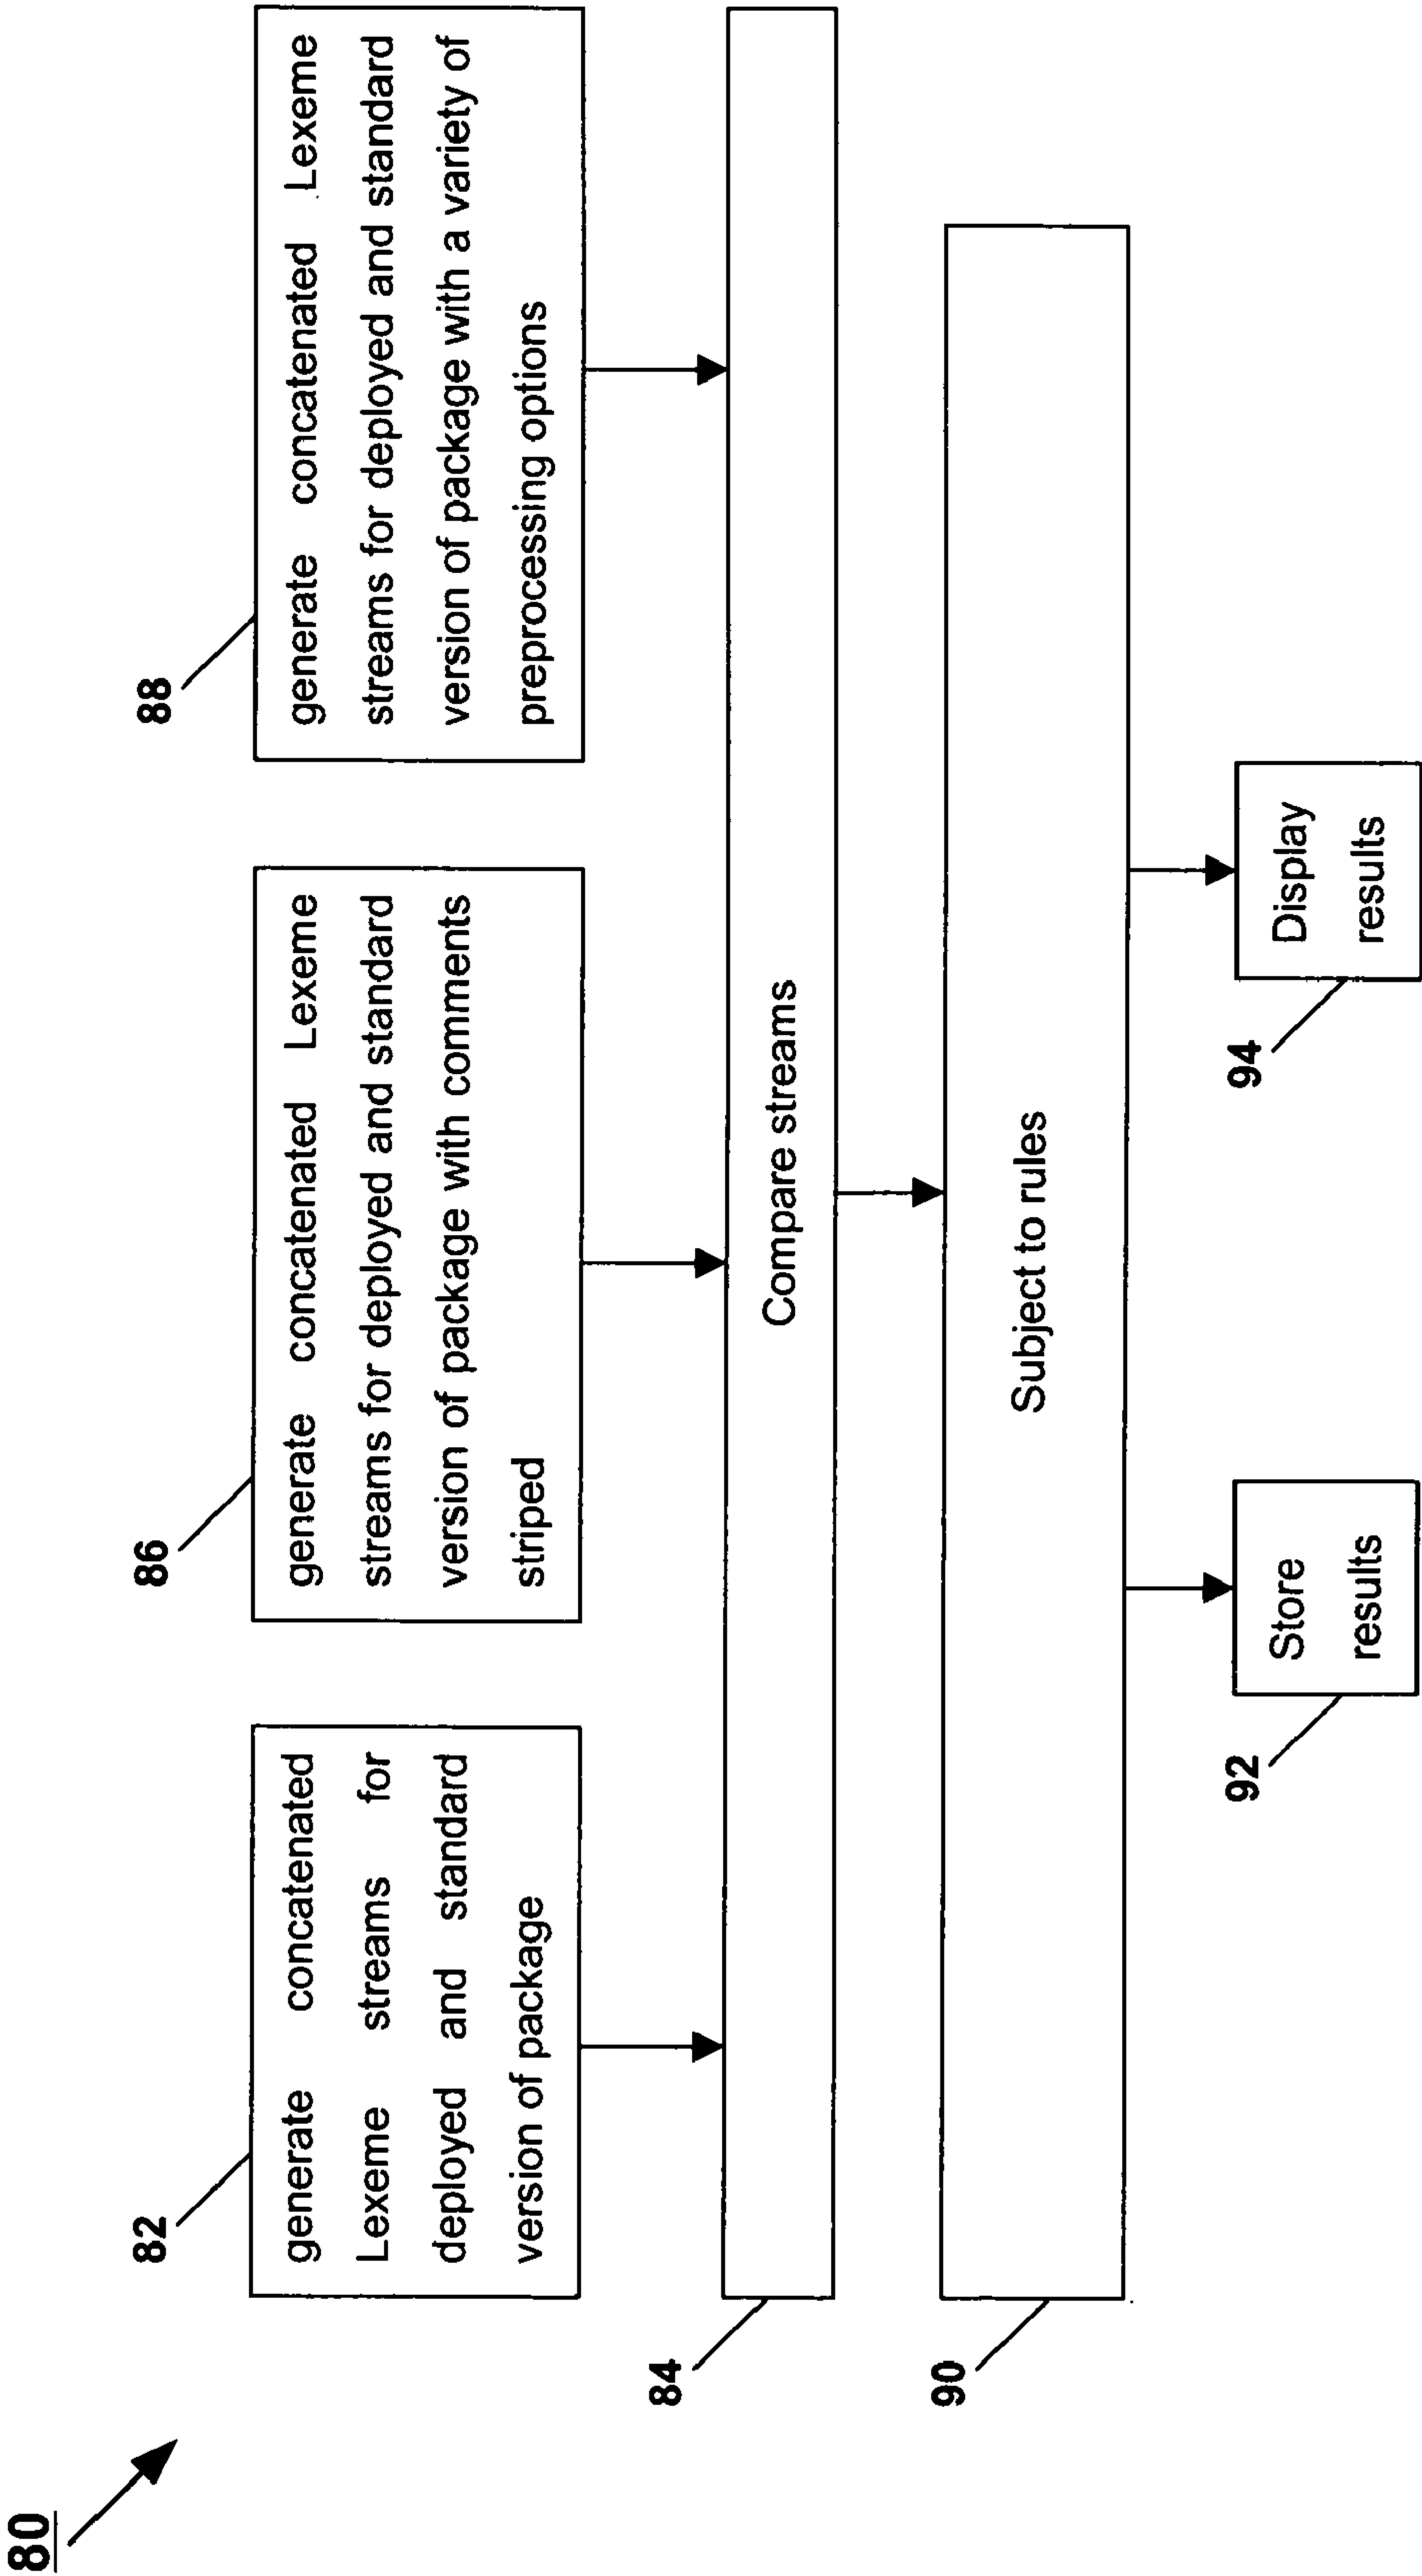 80
82
generate concatenated
Lexeme streams for
deployed and standard
version of package
86
generate concatenated Lexeme
streams for deployed and standard
version of package with comments
striped
88
generate concatenated Lexeme
streams for deployed and standard
version of package with a variety of
preprocessing options
84
Compare streams
90
Subject to rules
92
Store
results
94
Display
results